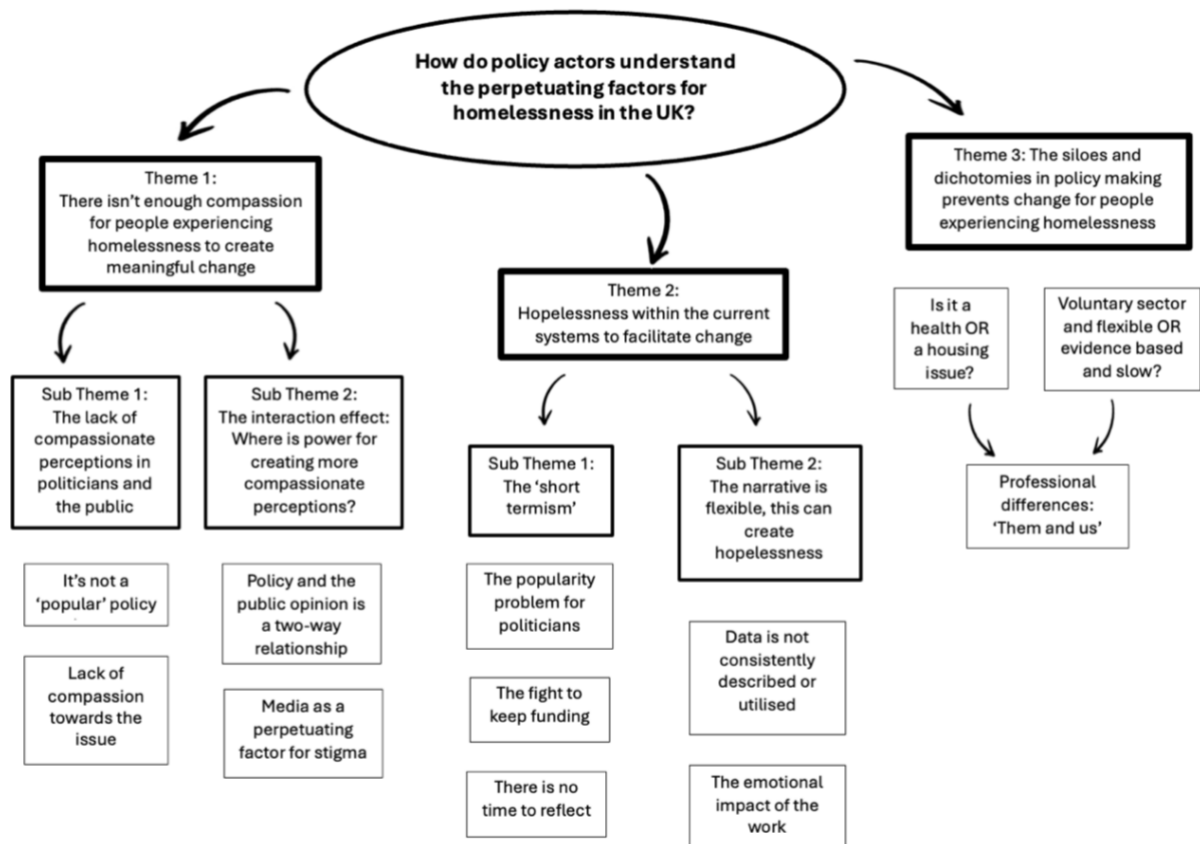 How do policy actors understand
the perpetuating factors for
homelessness in the UK?
Theme 1:
There isn't enough compassion
for people experiencing
homelessness to create
meaningful change
Sub Theme 1:
The lack of
compassionate
perceptions in
politicians and
the public
It's not a
'popular' policy
Lack of
compassion
towards the
issue
Sub Theme 2:
The interaction effect:
Where is power for
creating more
compassionate
perceptions?
Policy and the
public opinion is
a two-way
relationship
Media as a
perpetuating
factor for stigma
Theme 2:
Hopelessness within the current
systems to facilitate change
Sub Theme 1:
The 'short
termism'
The popularity
problem for
politicians
The fight to
keep funding
There is no
time to reflect
Sub Theme 2:
The narrative is
flexible, this can
create
hopelessness
Data is not
consistently
described or
utilised
The emotional
impact of the
work
Theme 3: The siloes and
dichotomies in policy making
prevents change for people
experiencing homelessness
Is it a
health OR
a housing
issue?
Voluntary sector
and flexible OR
evidence based
and slow?
Professional
differences:
'Them and us'